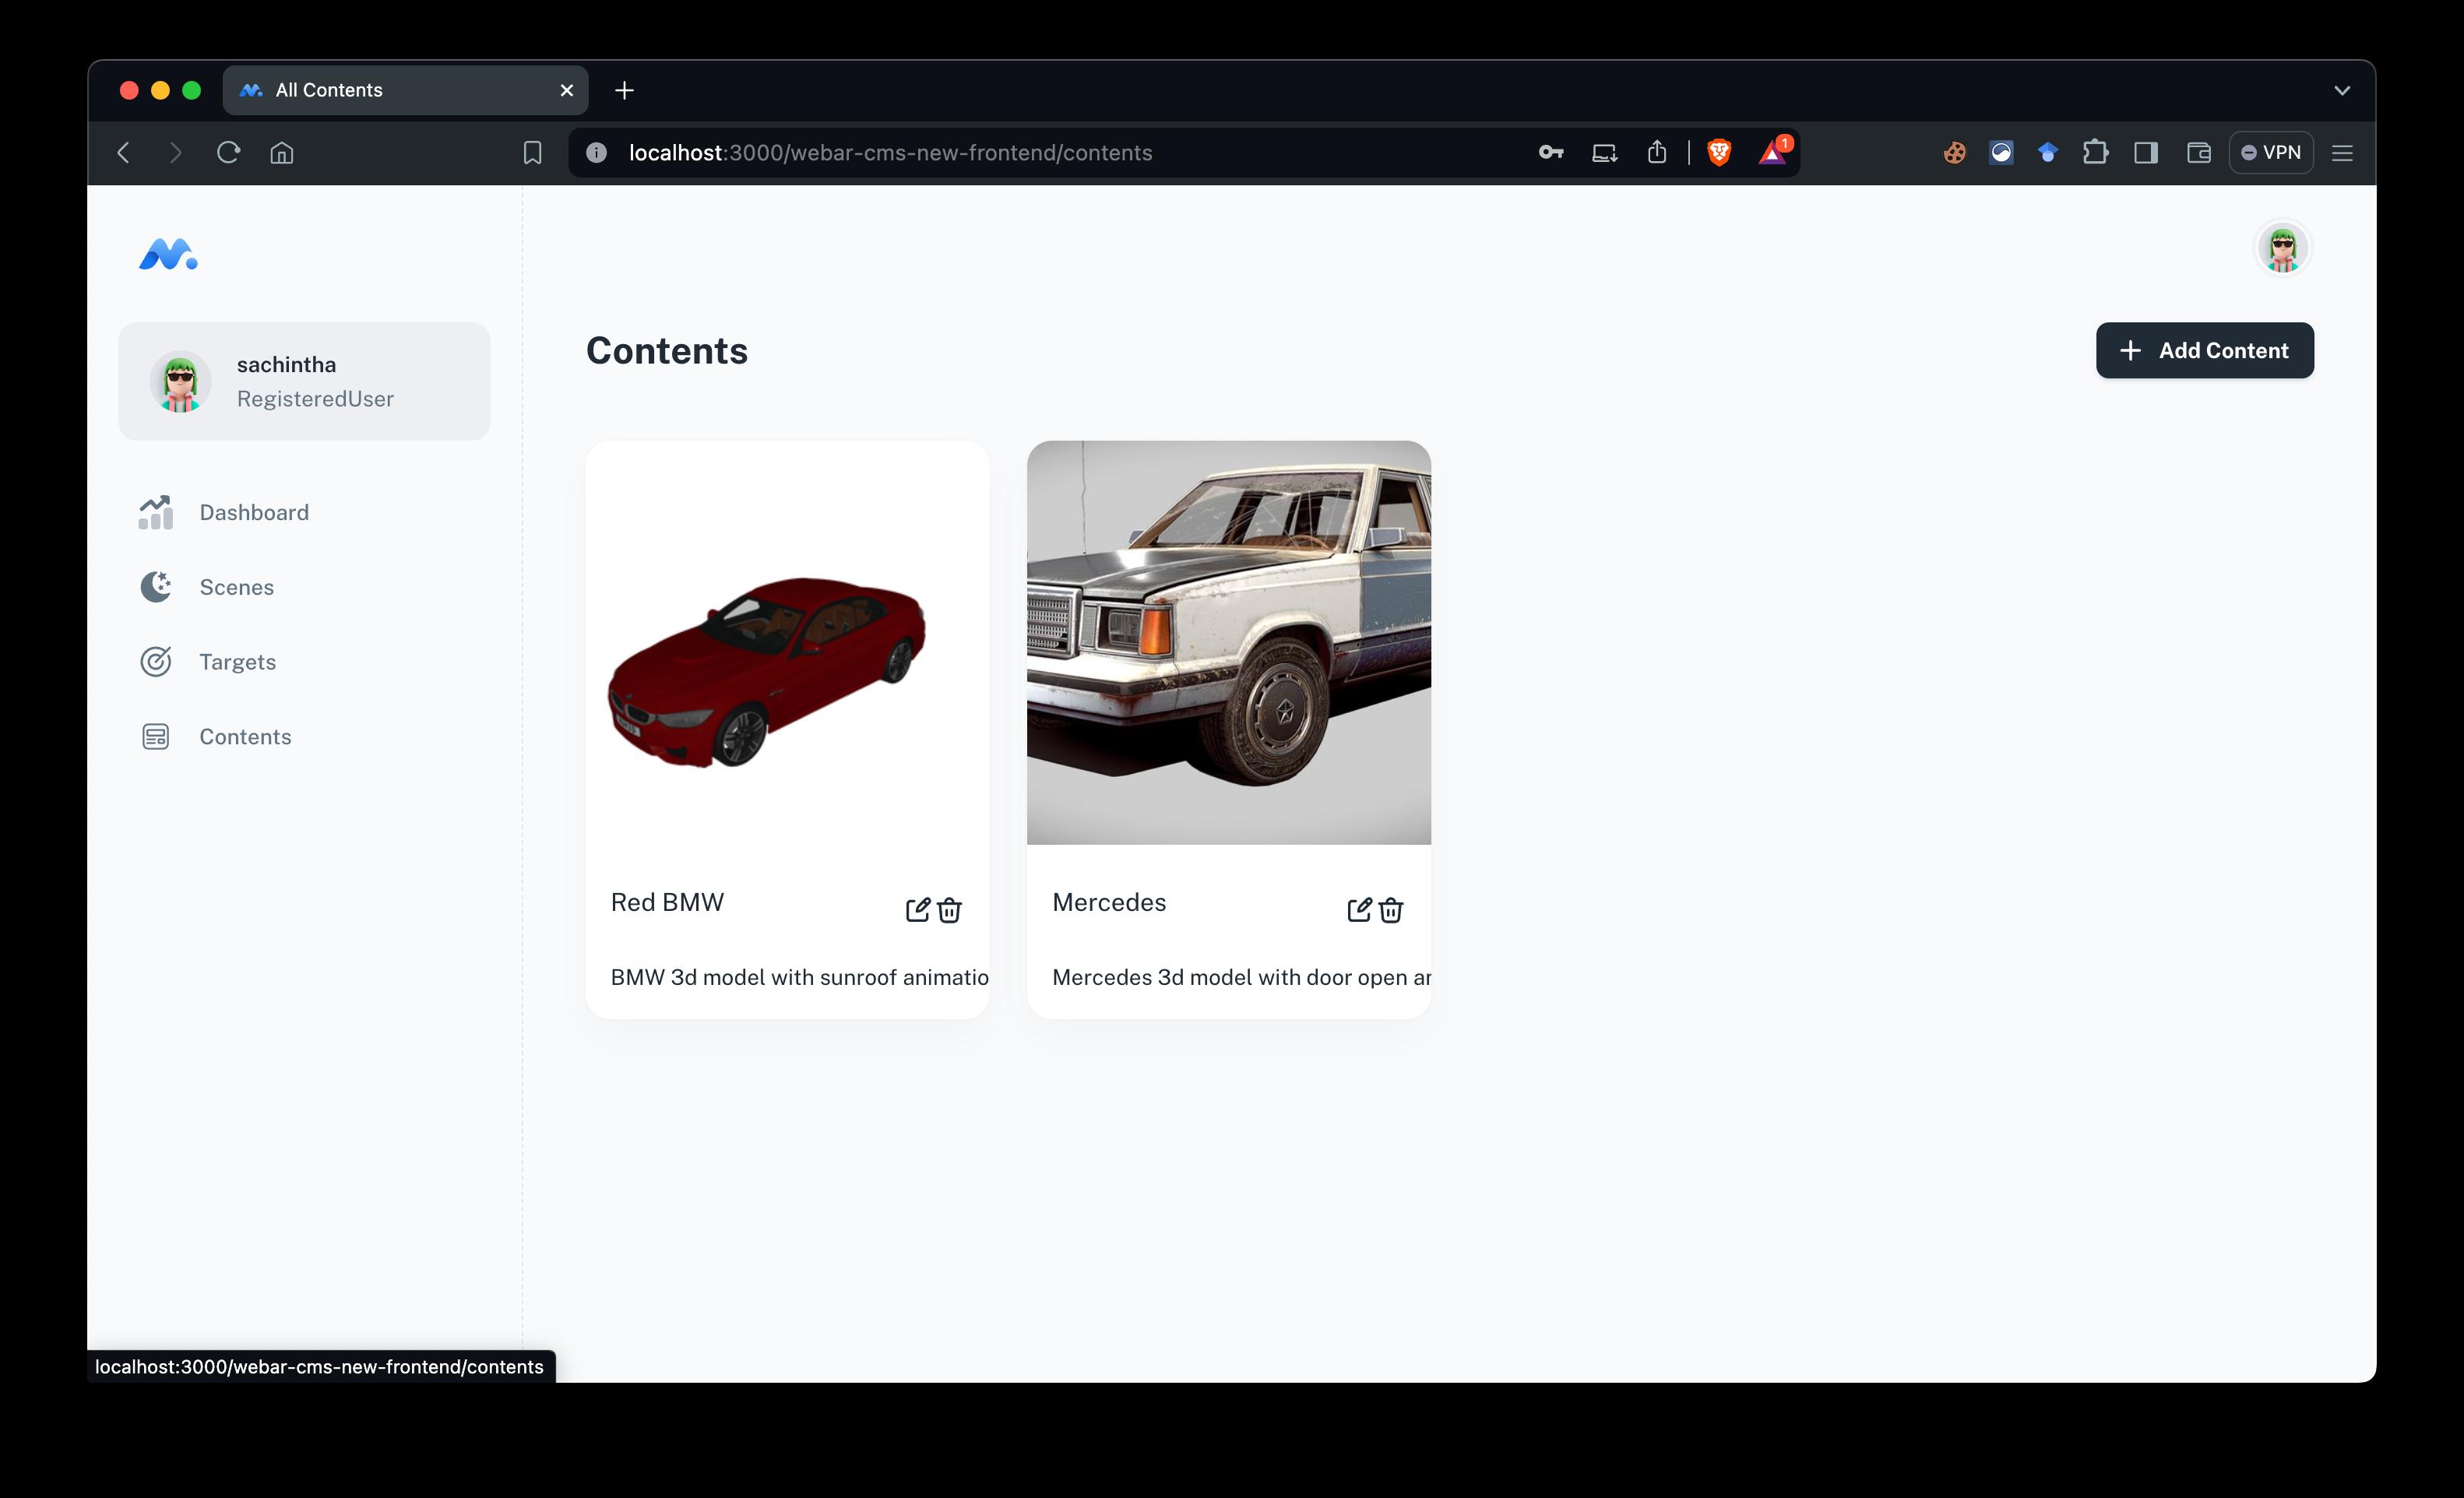 All Contents
localhost:3000/webar-cms-new-frontend/contents
1
VPN
sachintha
RegisteredUser
Dashboard
Scenes
Targets
Contents
Contents
Add Content
Red BMW
BMW 3d model with sunroof animatio
Mercedes
Mercedes 3d model with door open ar
localhost:3000/webar-cms-new-frontend/contents